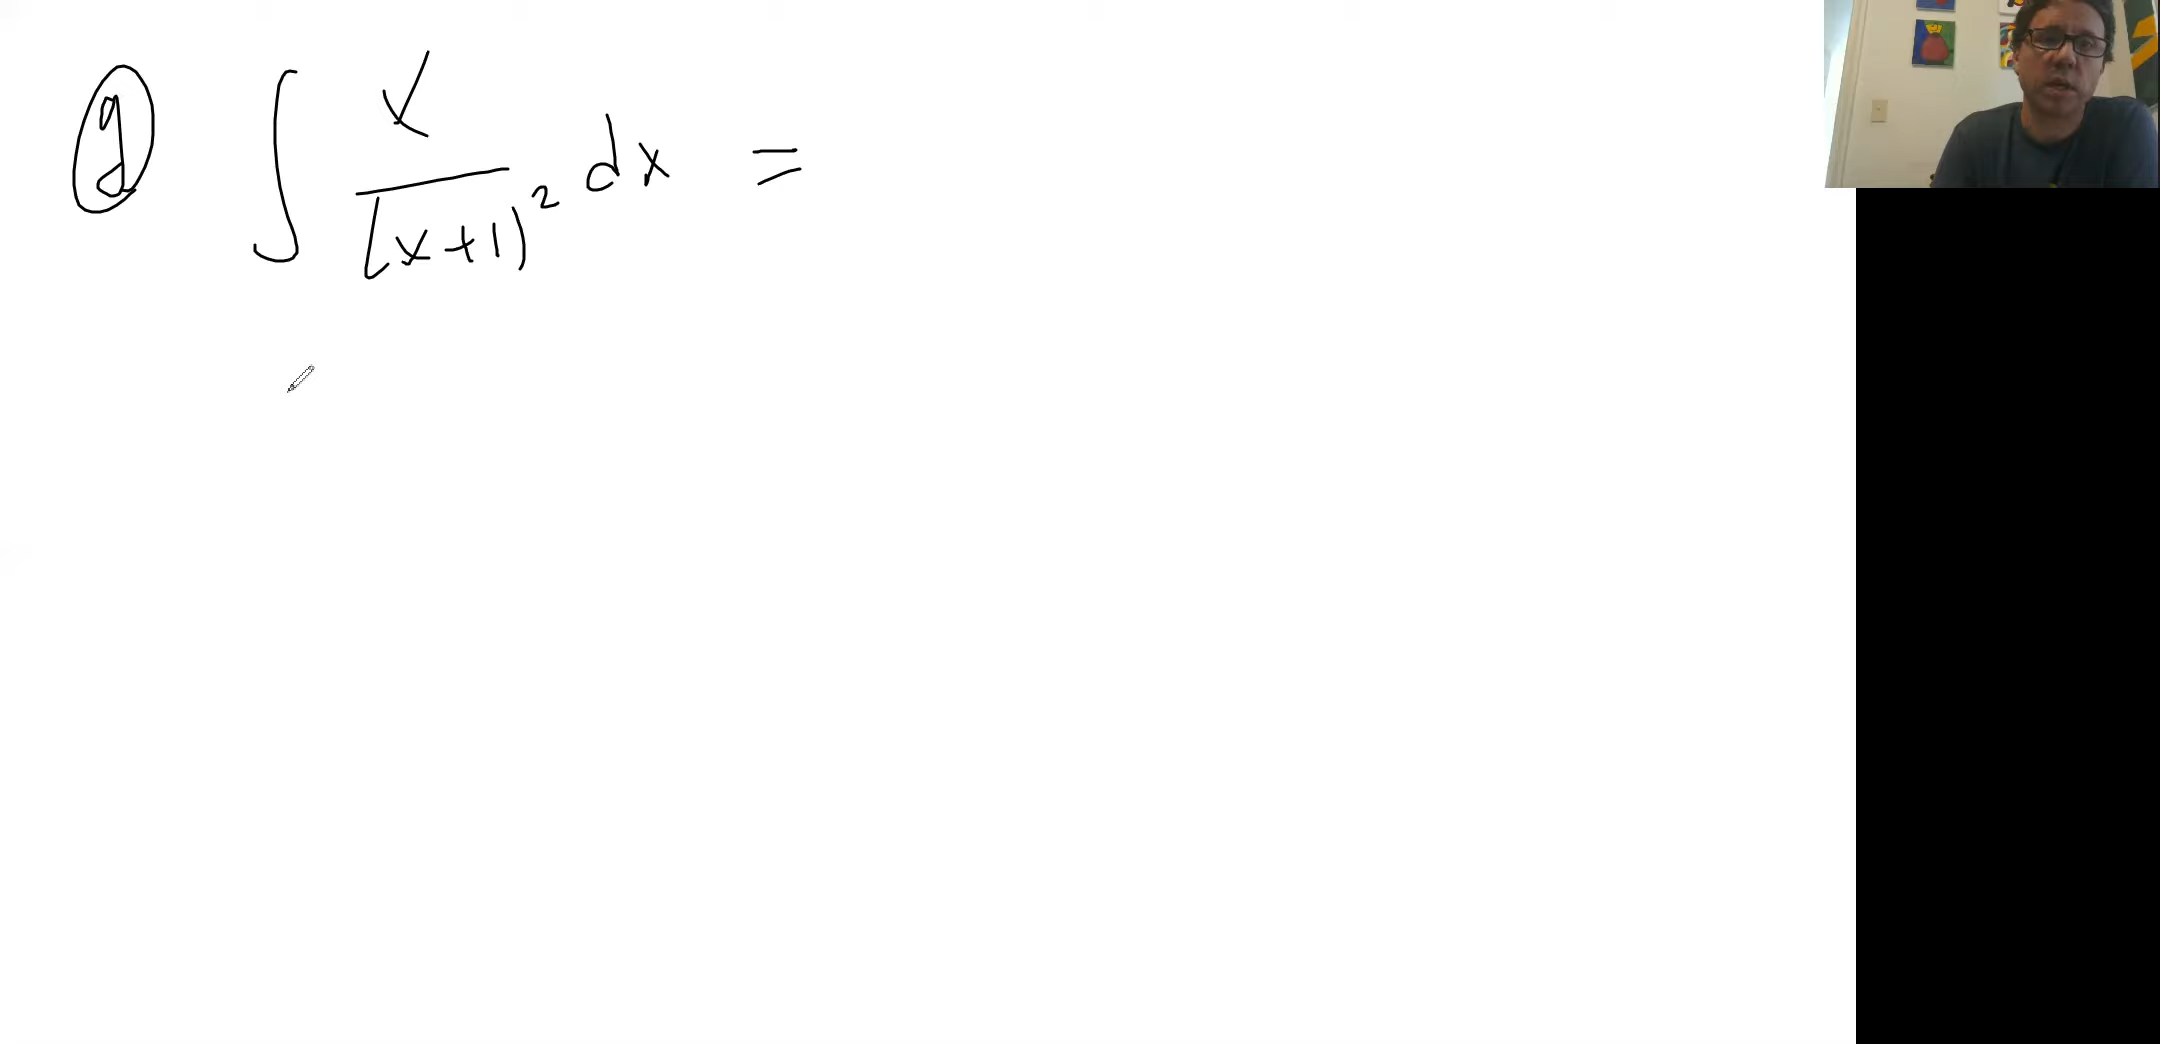 g ∫ x/(x+1)² dx =